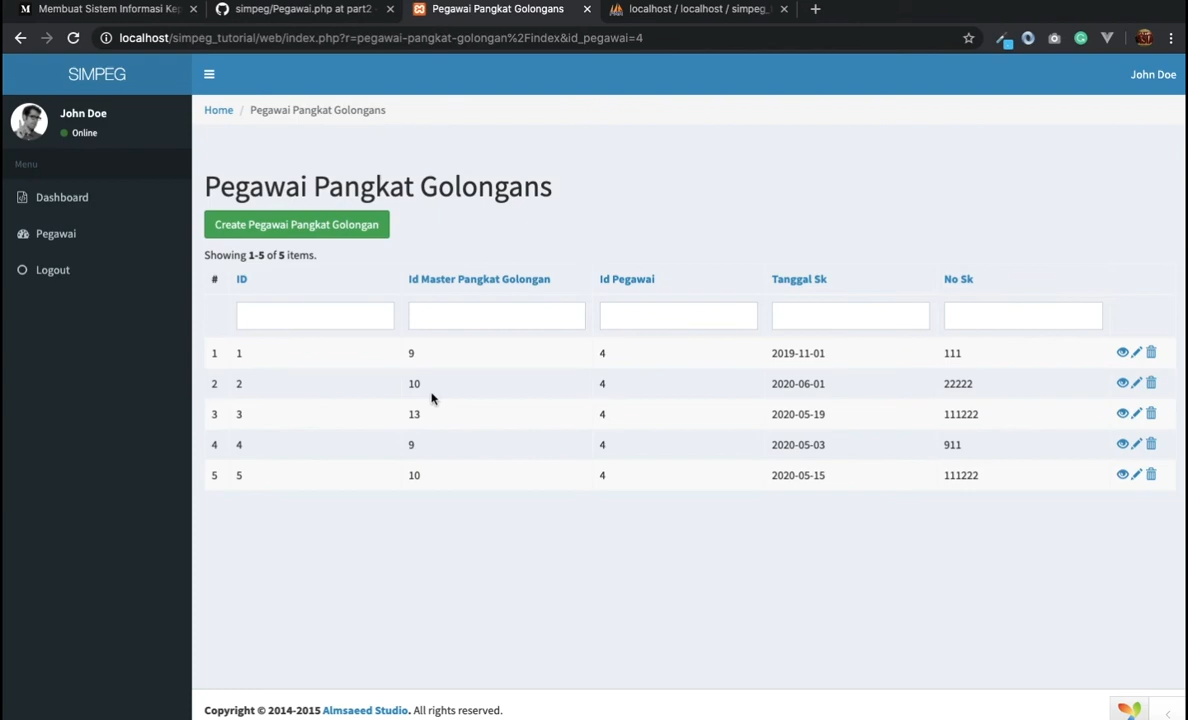 Membuat Sistem Informasi Kep
simpeg/Pegawai.php at part2
Pegawai Pangkat Golongans
localhost / localhost / simpeg_
localhost/simpeg_tutorial/web/index.php?r=pegawai-pangkat-golongan%2Findex&id_pegawai=4
SIMPEG
John Doe
John Doe
Online
Menu
Dashboard
Pegawai
Logout
Home / Pegawai Pangkat Golongans
Pegawai Pangkat Golongans
Create Pegawai Pangkat Golongan
Showing 1-5 of 5 items.
# ID Id Master Pangkat Golongan Id Pegawai Tanggal Sk No Sk
1 1 9 4 2019-11-01 111
2 2 10 4 2020-06-01 22222
3 3 13 4 2020-05-19 111222
4 4 9 4 2020-05-03 911
5 5 10 4 2020-05-15 111222
Copyright © 2014-2015 Almsaeed Studio. All rights reserved.